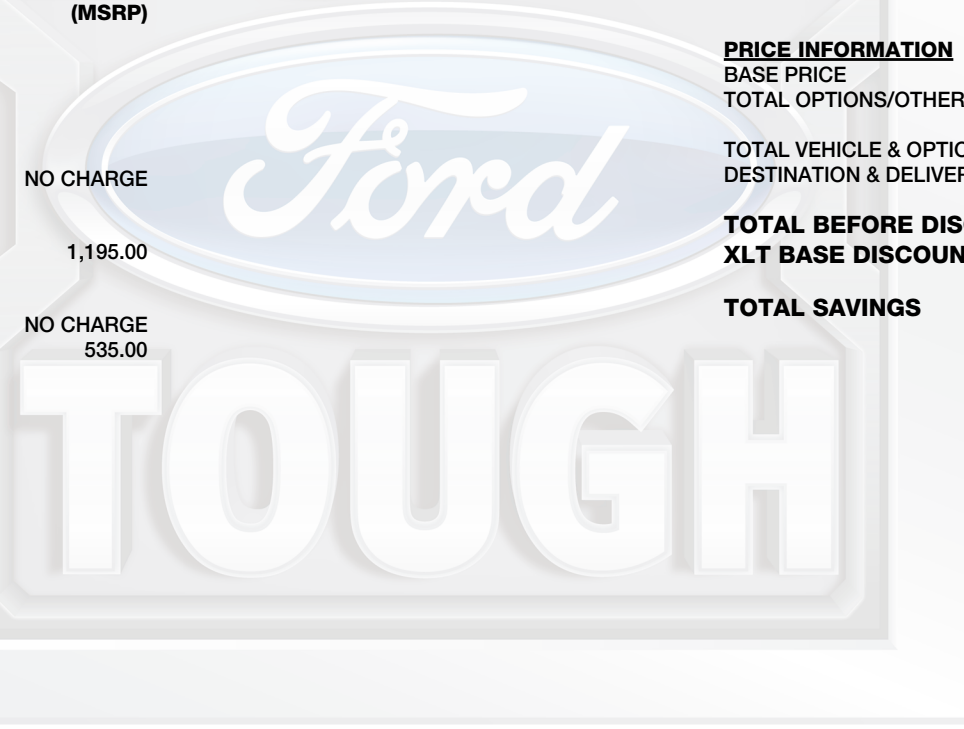 (MSRP)
NO CHARGE
1,195.00
NO CHARGE
535.00
PRICE INFORMATION
BASE PRICE
TOTAL OPTIONS/OTHER
TOTAL VEHICLE & OPTIO
DESTINATION & DELIVER
TOTAL BEFORE DIS
XLT BASE DISCOUN
TOTAL SAVINGS
Ford
TOUGH